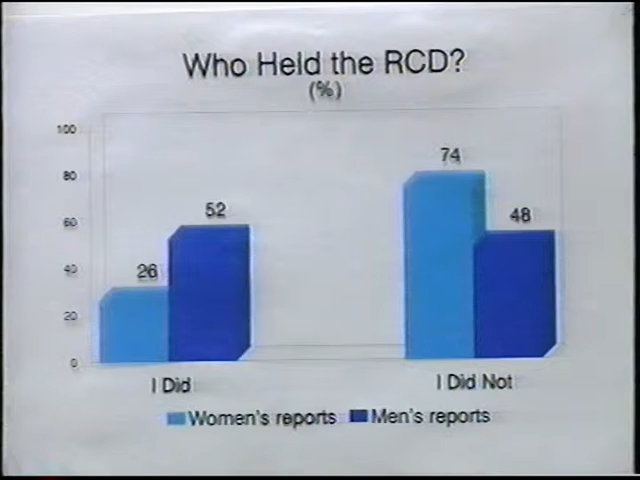 Who Held the RCD?
(%)
100
80
60
40
20
0
26
52
74
48
I Did
I Did Not
Women's reports
Men's reports